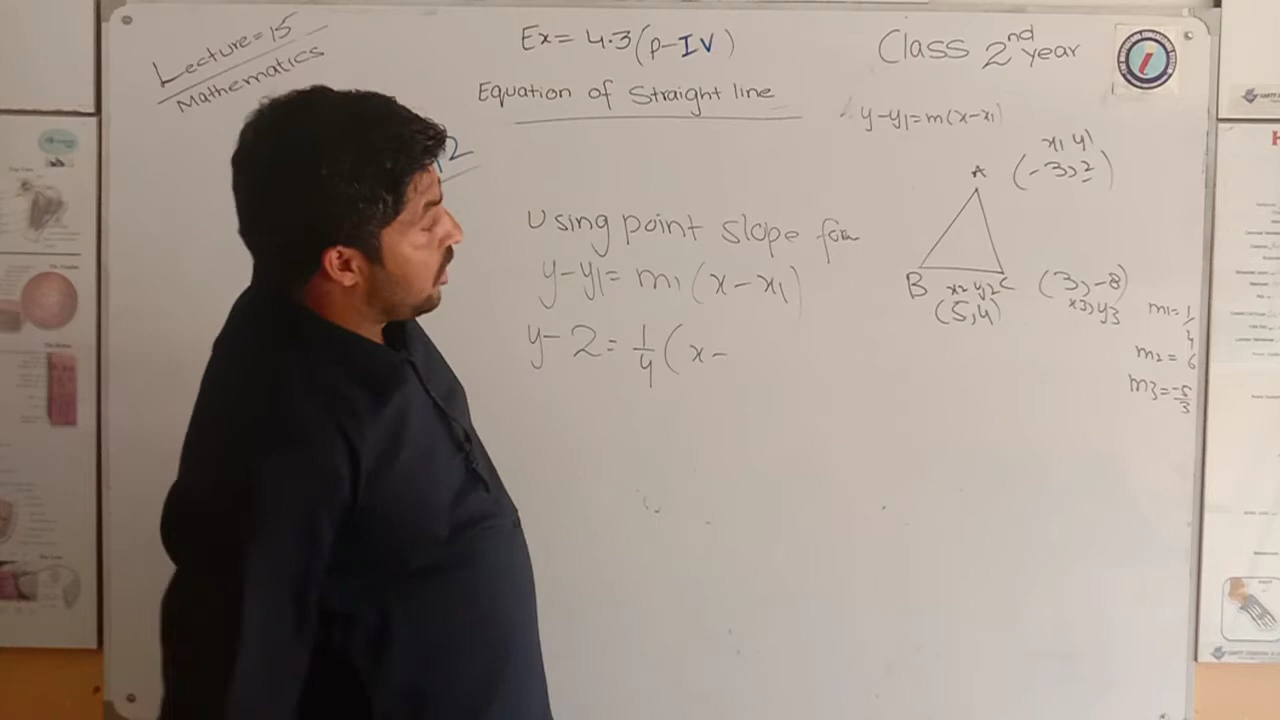 Lecture=15
Mathematics
Ex= 4.3(P-IV)
Class 2nd year
Equation of Straight line
y-y1=m(x-x1)
12
x1 y1
A (-3,2)
Using point slope form
y-y1= m1(x-x1)
B x2 y2 C (3,-8)
(5,4) x3,y3
m1=1/4
y-2=1/4(x-
m2=6
m3=-5/3